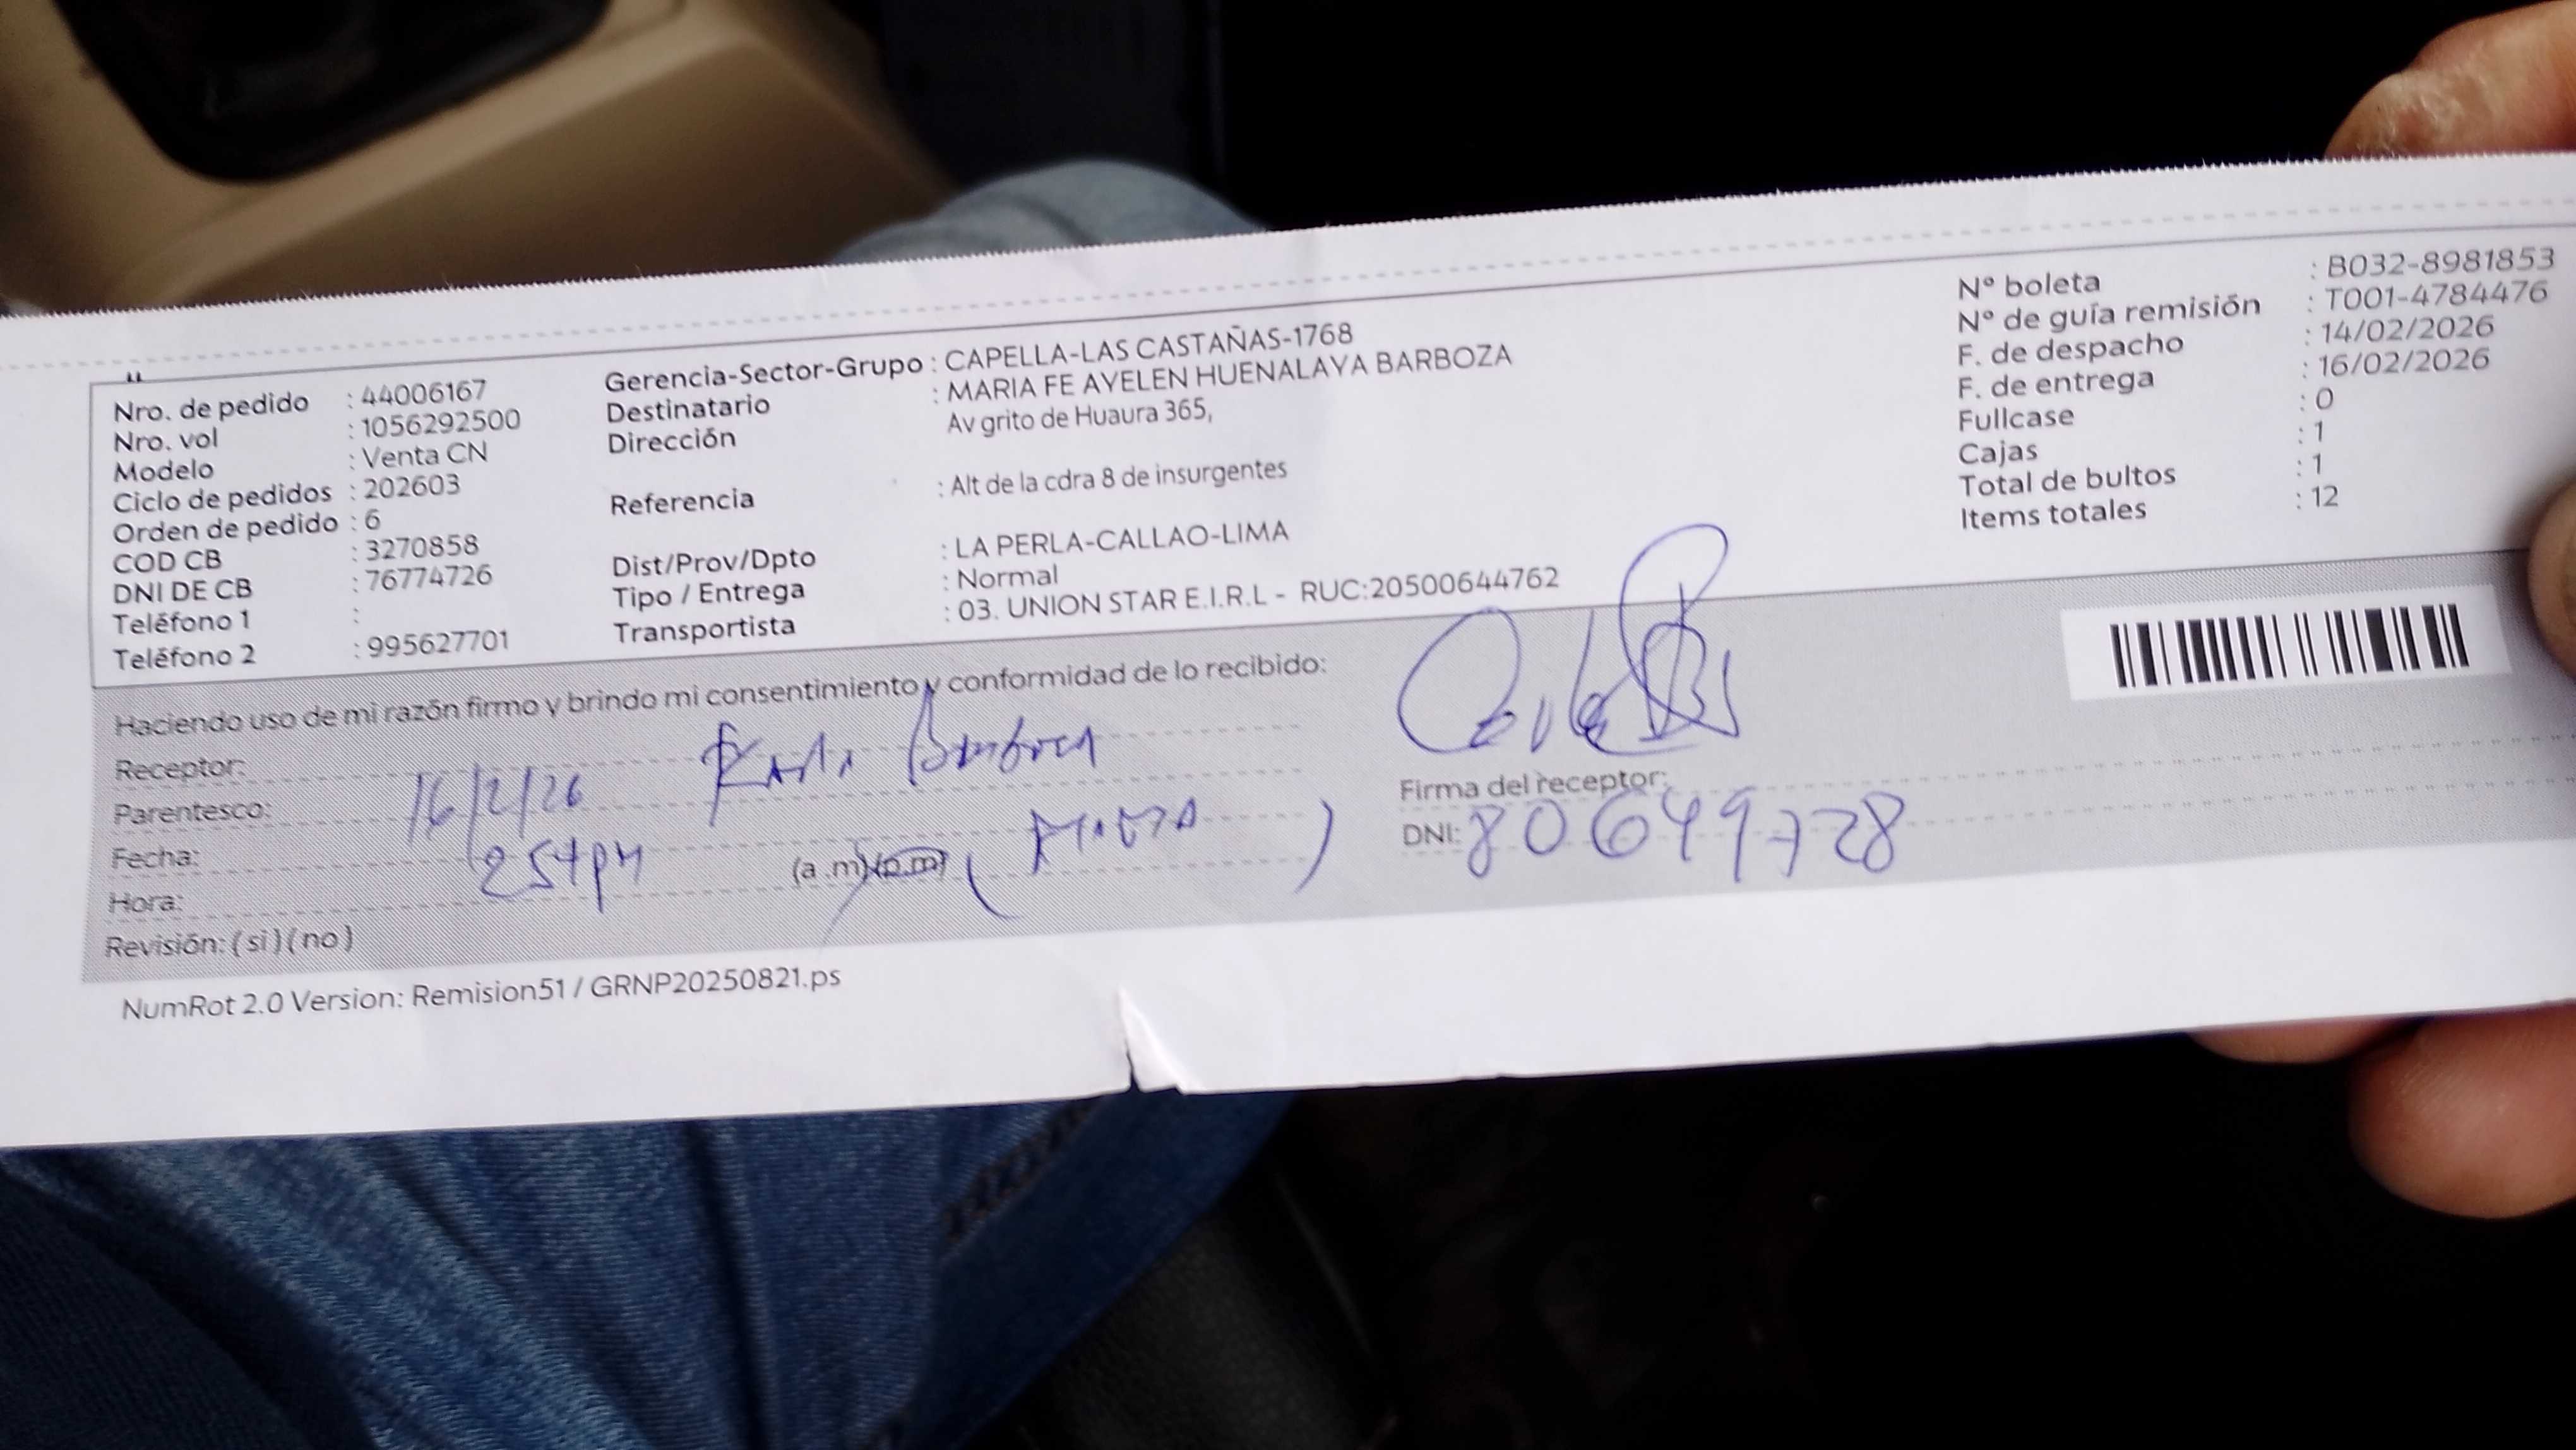 Nro. de pedido : 44006167
Nro. vol : 1056292500
Modelo : Venta CN
Ciclo de pedidos : 202603
Orden de pedido : 6
COD CB : 3270858
DNI DE CB : 76774726
Teléfono 1 :
Teléfono 2 : 995627701
Gerencia-Sector-Grupo : CAPELLA-LAS CASTAÑAS-1768
Destinatario : MARIA FE AYELEN HUENALAYA BARBOZA
Dirección Av grito de Huaura 365,
Referencia : Alt de la cdra 8 de insurgentes
Dist/Prov/Dpto : LA PERLA-CALLAO-LIMA
Tipo / Entrega : Normal
Transportista : 03. UNION STAR E.I.R.L - RUC:20500644762
N° boleta : B032-8981853
N° de guía remisión : T001-4784476
F. de despacho : 14/02/2026
F. de entrega : 16/02/2026
Fullcase : 0
Cajas : 1
Total de bultos : 1
Items totales : 12
Haciendo uso de mi razón firmo y brindo mi consentimiento y conformidad de lo recibido:
Receptor:
Parentesco: 16/2/26
Fecha: 254PM
Hora: (a .m)(p.m)
Revisión: ( si ) ( no )
Firma del receptor:
DNI: 80649728
NumRot 2.0 Version: Remision51 / GRNP20250821.ps